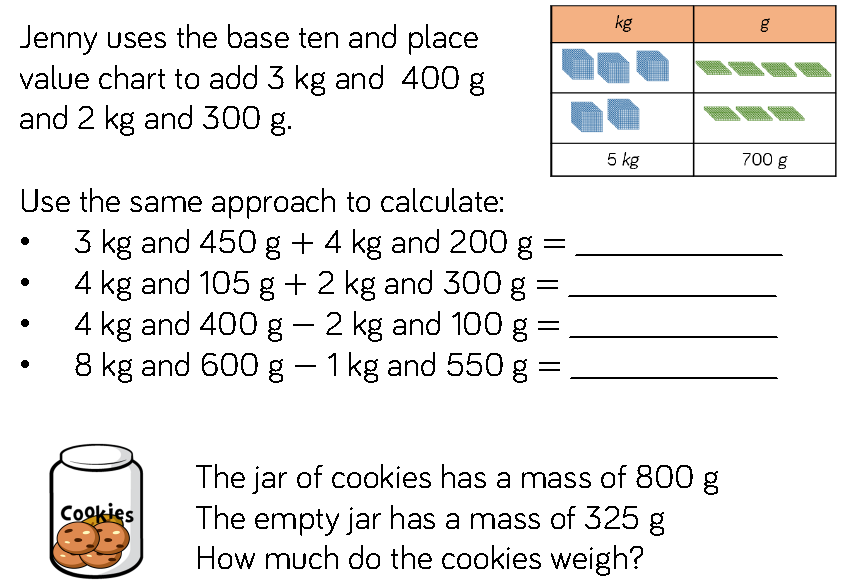 Jenny uses the base ten and place
value chart to add 3 kg and 400 g
and 2 kg and 300 g.
kg g
5 kg 700 g
Use the same approach to calculate:
• 3 kg and 450 g + 4 kg and 200 g = ______________
• 4 kg and 105 g + 2 kg and 300 g = ______________
• 4 kg and 400 g − 2 kg and 100 g = ______________
• 8 kg and 600 g − 1 kg and 550 g = ______________
Cookies
The jar of cookies has a mass of 800 g
The empty jar has a mass of 325 g
How much do the cookies weigh?